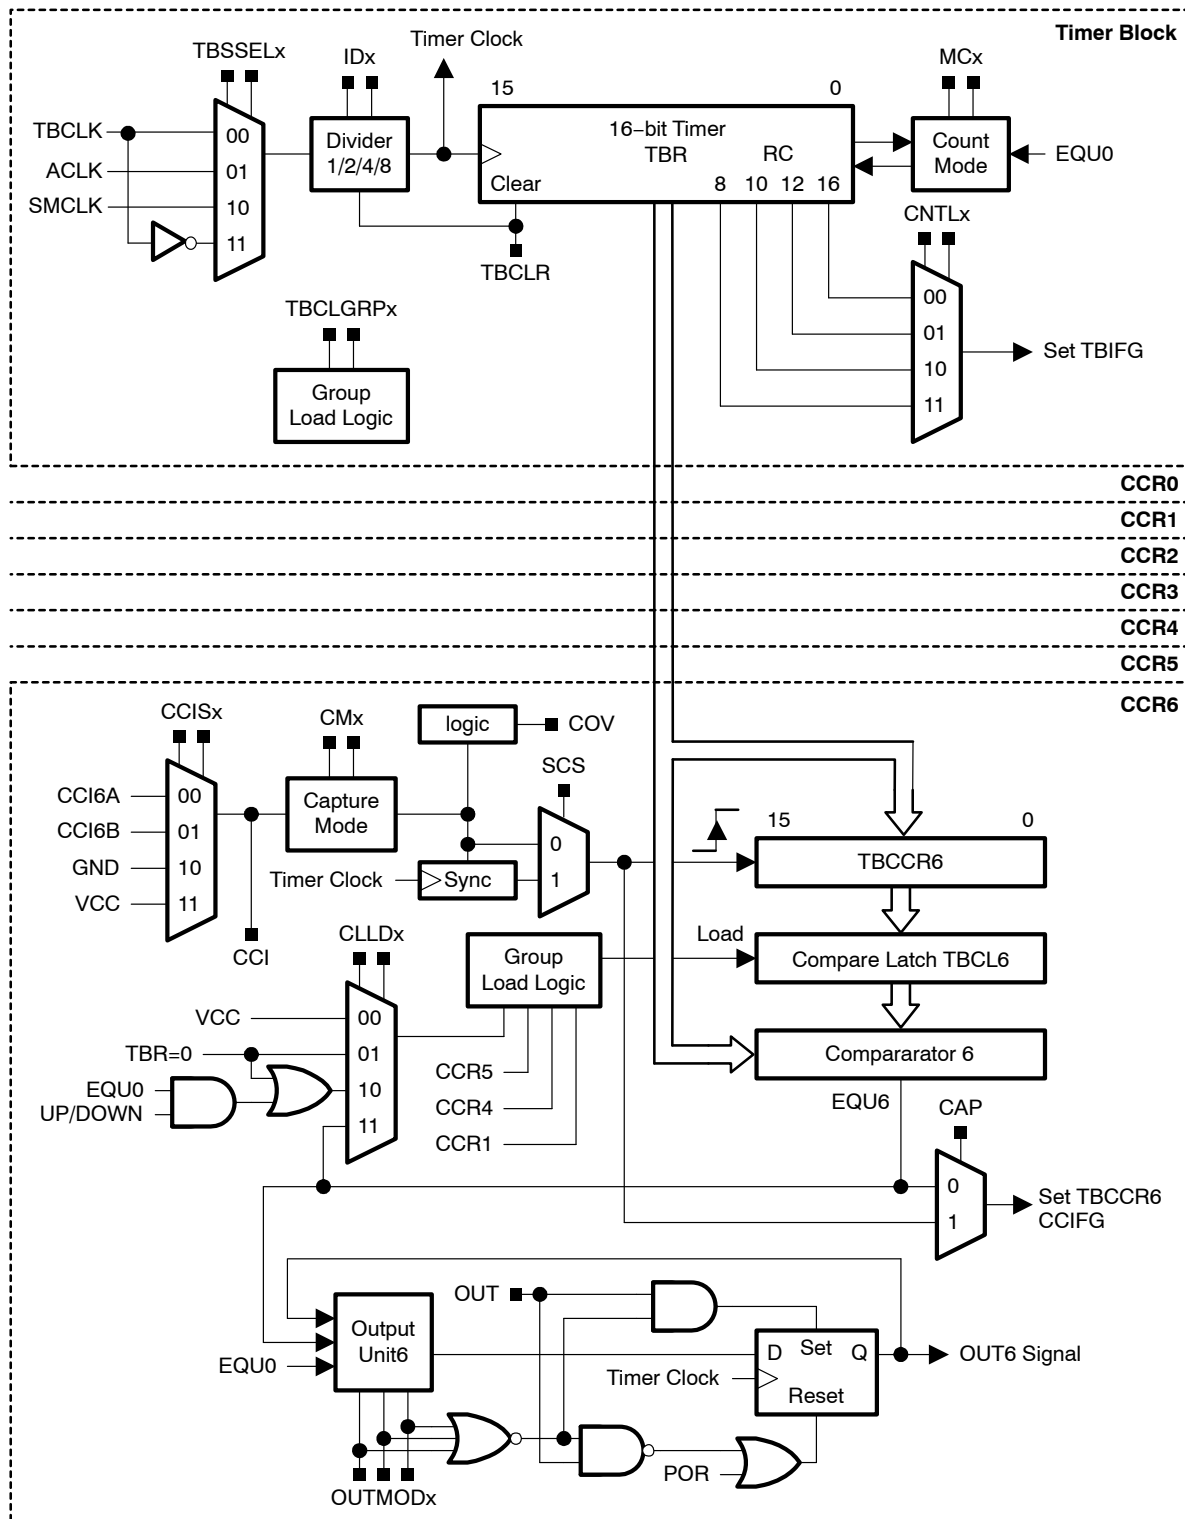 Timer Block
Timer Clock
TBSSELx
IDx
MCx
15
0
TBCLK
ACLK
SMCLK
00
01
10
11
Divider
1/2/4/8
16−bit Timer
TBR
RC
Clear
8
10
12
16
Count
Mode
EQU0
TBCLR
CNTLx
00
01
10
11
Set TBIFG
TBCLGRPx
Group
Load Logic
CCR0
CCR1
CCR2
CCR3
CCR4
CCR5
CCR6
CCISx
CMx
logic
COV
SCS
CCI6A
CCI6B
GND
VCC
00
01
10
11
Capture
Mode
Timer Clock
Sync
0
1
15
0
TBCCR6
CCI
CLLDx
Group
Load Logic
Load
Compare Latch TBCL6
VCC
TBR=0
EQU0
UP/DOWN
00
01
10
11
CCR5
CCR4
CCR1
Compararator 6
EQU6
CAP
0
1
Set TBCCR6
CCIFG
OUT
Output
Unit6
EQU0
D
Set
Q
Timer Clock
Reset
OUT6 Signal
POR
OUTMODx